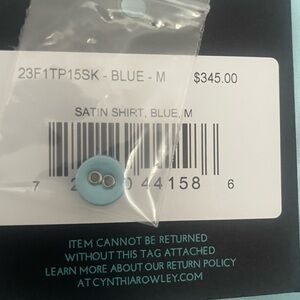 23F1TP15SK - BLUE - M $345.00
SATIN SHIRT, BLUE, M
7 44158 6
ITEM CANNOT BE RETURNED
WITHOUT THIS TAG ATTACHED
LEARN MORE ABOUT OUR RETURN POLICY
AT CYNTHIAROWLEY.COM